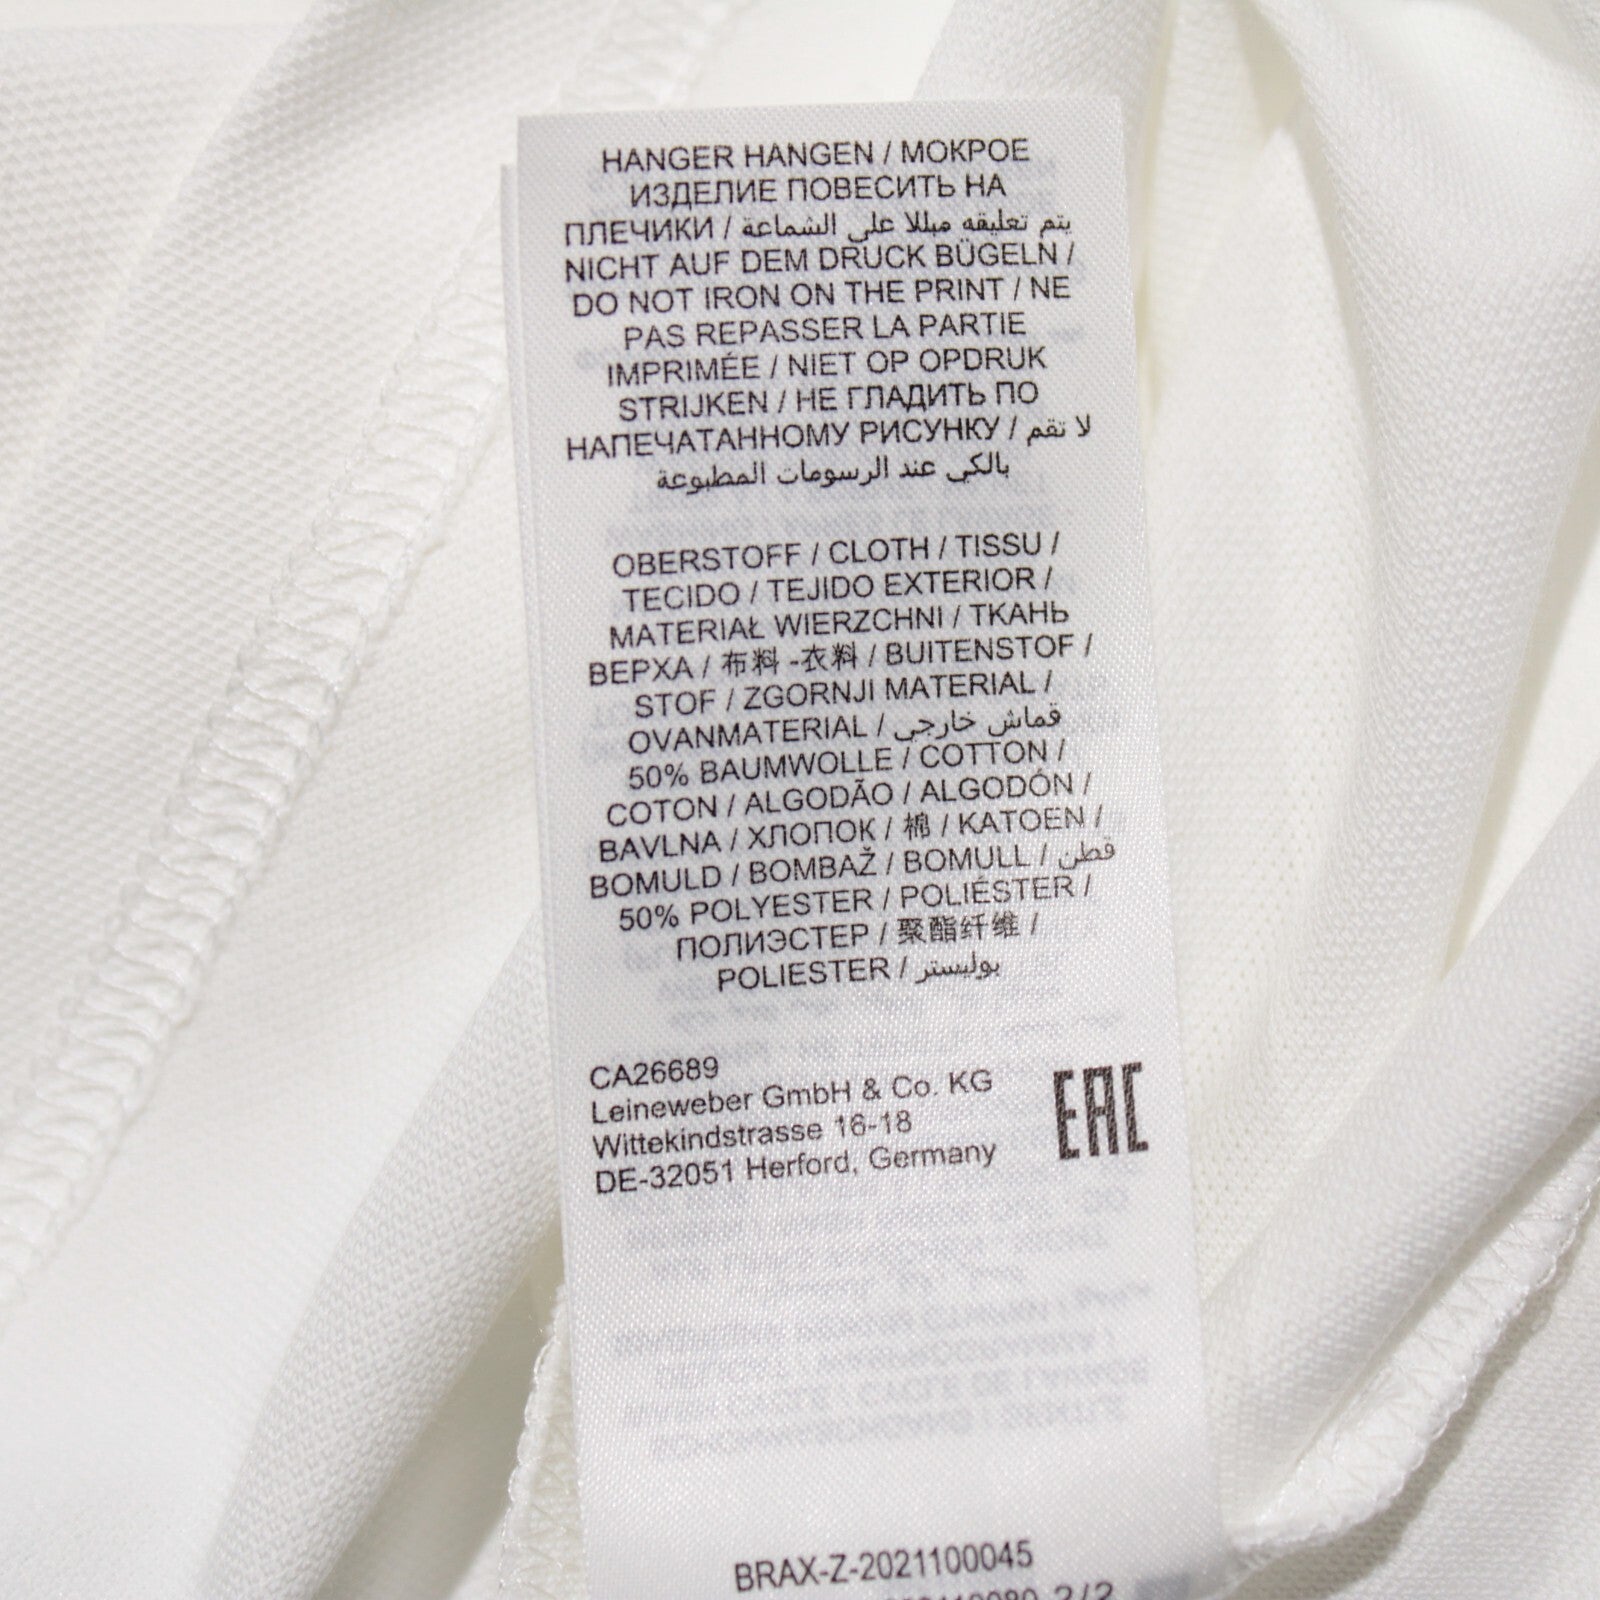 HANGER HANGEN / МОКРОЕ
ИЗДЕЛИЕ ПОВЕСИТЬ НА
ПЛЕЧИКИ / يتم تعليقه مبللا على الشماعة
NICHT AUF DEM DRUCK BÜGELN /
DO NOT IRON ON THE PRINT / NE
PAS REPASSER LA PARTIE
IMPRIMÉE / NIET OP OPDRUK
STRIJKEN / НЕ ГЛАДИТЬ ПО
НАПЕЧАТАННОМУ РИСУНКУ / لا تقم
بالكي عند الرسومات المطبوعة
OBERSTOFF / CLOTH / TISSU /
TECIDO / TEJIDO EXTERIOR /
MATERIAŁ WIERZCHNI / ТКАНЬ
ВЕРХА / 布料 -衣料 / BUITENSTOF /
STOF / ZGORNJI MATERIAL /
OVANMATERIAL / قماش خارجي
50% BAUMWOLLE / COTTON /
COTON / ALGODÃO / ALGODÓN /
BAVLNA / ХЛОПОК / 棉 / KATOEN /
BOMULD / BOMBAŽ / BOMULL / قطن
50% POLYESTER / POLIÉSTER /
ПОЛИЭСТЕР / 聚酯纤维 /
POLIESTER / بوليستر
CA26689
Leineweber GmbH & Co. KG
Wittekindstrasse 16-18
DE-32051 Herford, Germany
EAC
BRAX-Z-2021100045
2/2